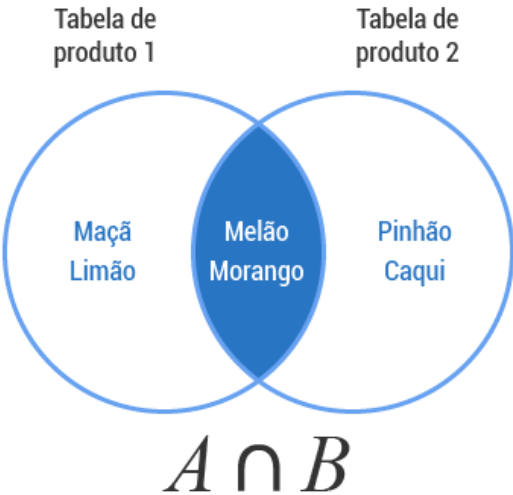 Tabela de
produto 1
Tabela de
produto 2
Maçã
Limão
Melão
Morango
Pinhão
Caqui
A ∩ B